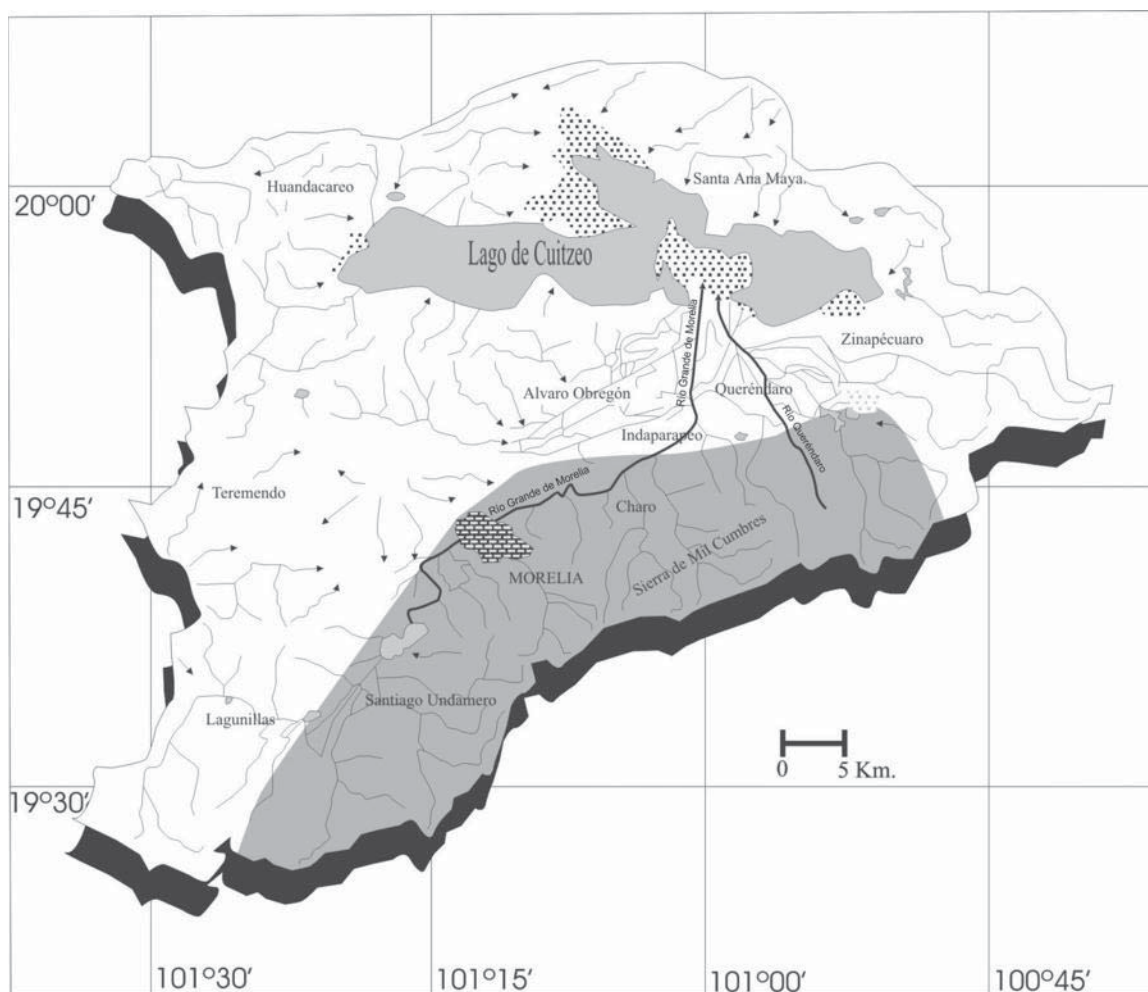 Huandacareo
Santa Ana Maya.
20°00'
Lago de Cuitzeo
Río Grande de Morelia
Zinapécuaro
Alvaro Obregón
Queréndaro
Indaparapeo
Río Queréndaro
Teremendo
19°45'
Río Grande de Morelia
Charo
MORELIA
Sierra de Mil Cumbres
Santiago Undamero
Lagunillas
0 5 Km.
19°30'
101°30' 101°15' 101°00' 100°45'